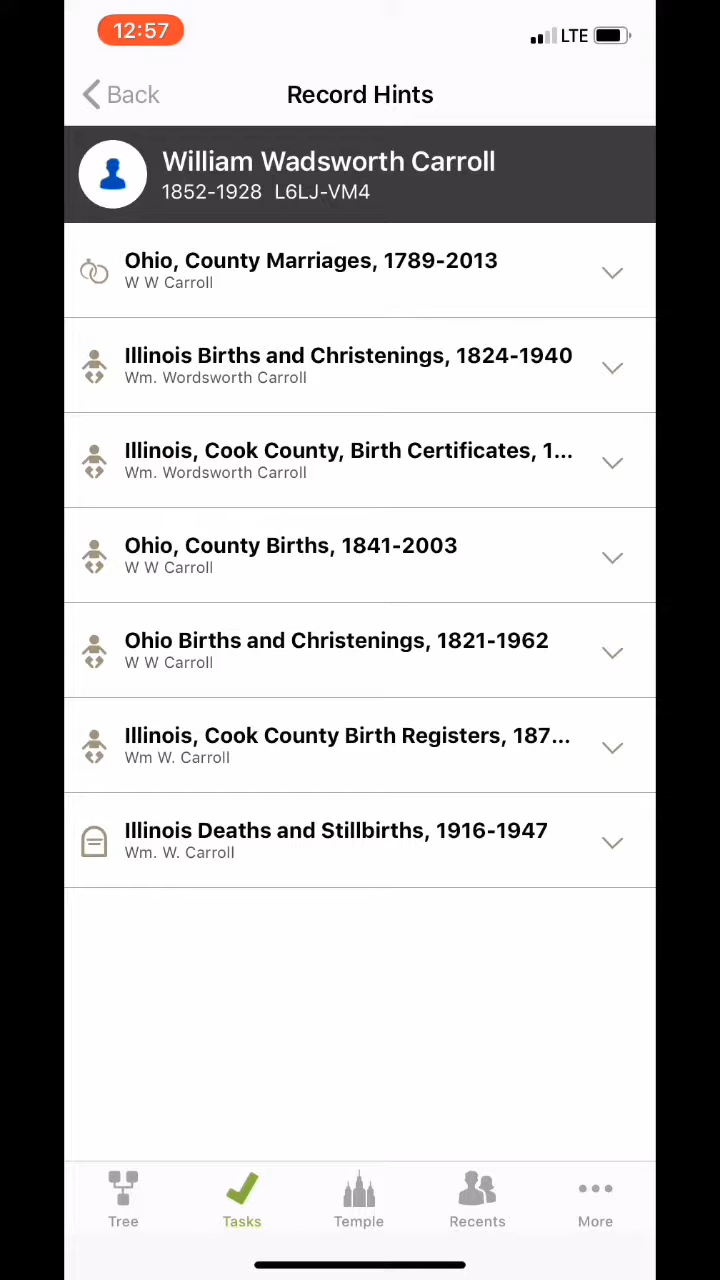 12:57
LTE
Back
Record Hints
William Wadsworth Carroll
1852-1928 L6LJ-VM4
Ohio, County Marriages, 1789-2013
W W Carroll
Illinois Births and Christenings, 1824-1940
Wm. Wordsworth Carroll
Illinois, Cook County, Birth Certificates, 1...
Wm. Wordsworth Carroll
Ohio, County Births, 1841-2003
W W Carroll
Ohio Births and Christenings, 1821-1962
W W Carroll
Illinois, Cook County Birth Registers, 187...
Wm W. Carroll
Illinois Deaths and Stillbirths, 1916-1947
Wm. W. Carroll
Tree
Tasks
Temple
Recents
More